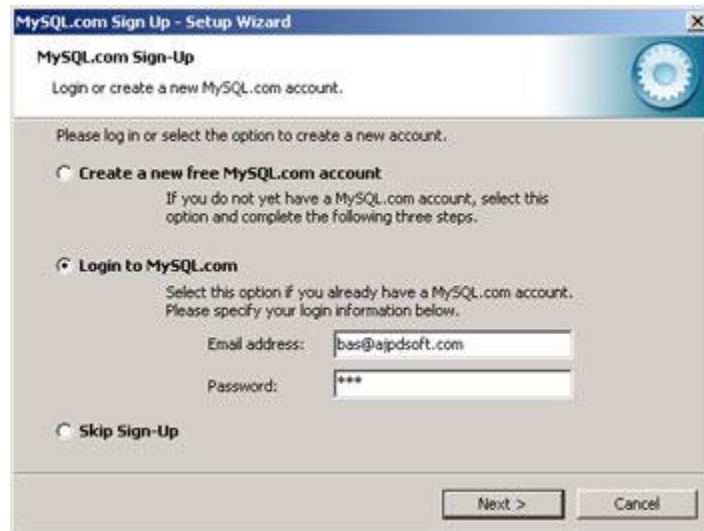 MySQL.com Sign Up - Setup Wizard
MySQL.com Sign-Up
Login or create a new MySQL.com account.
Please log in or select the option to create a new account.
Create a new free MySQL.com account
If you do not yet have a MySQL.com account, select this
option and complete the following three steps.
Login to MySQL.com
Select this option if you already have a MySQL.com account.
Please specify your login information below.
Email address: bas@ajpdsoft.com
Password: ***
Skip Sign-Up
Next > Cancel